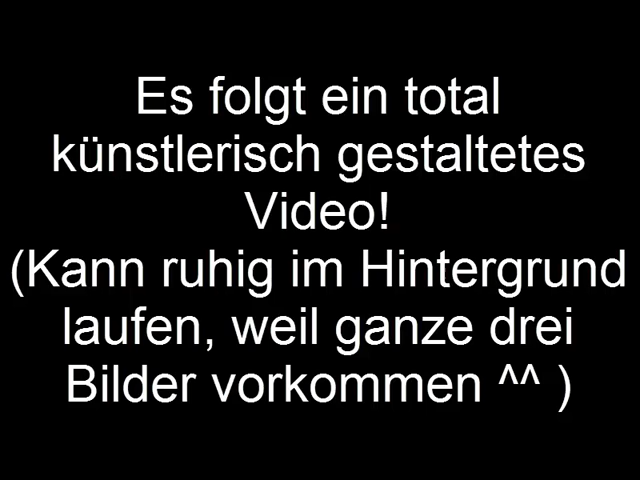 Es folgt ein total
künstlerisch gestaltetes
Video!
(Kann ruhig im Hintergrund
laufen, weil ganze drei
Bilder vorkommen ^^ )